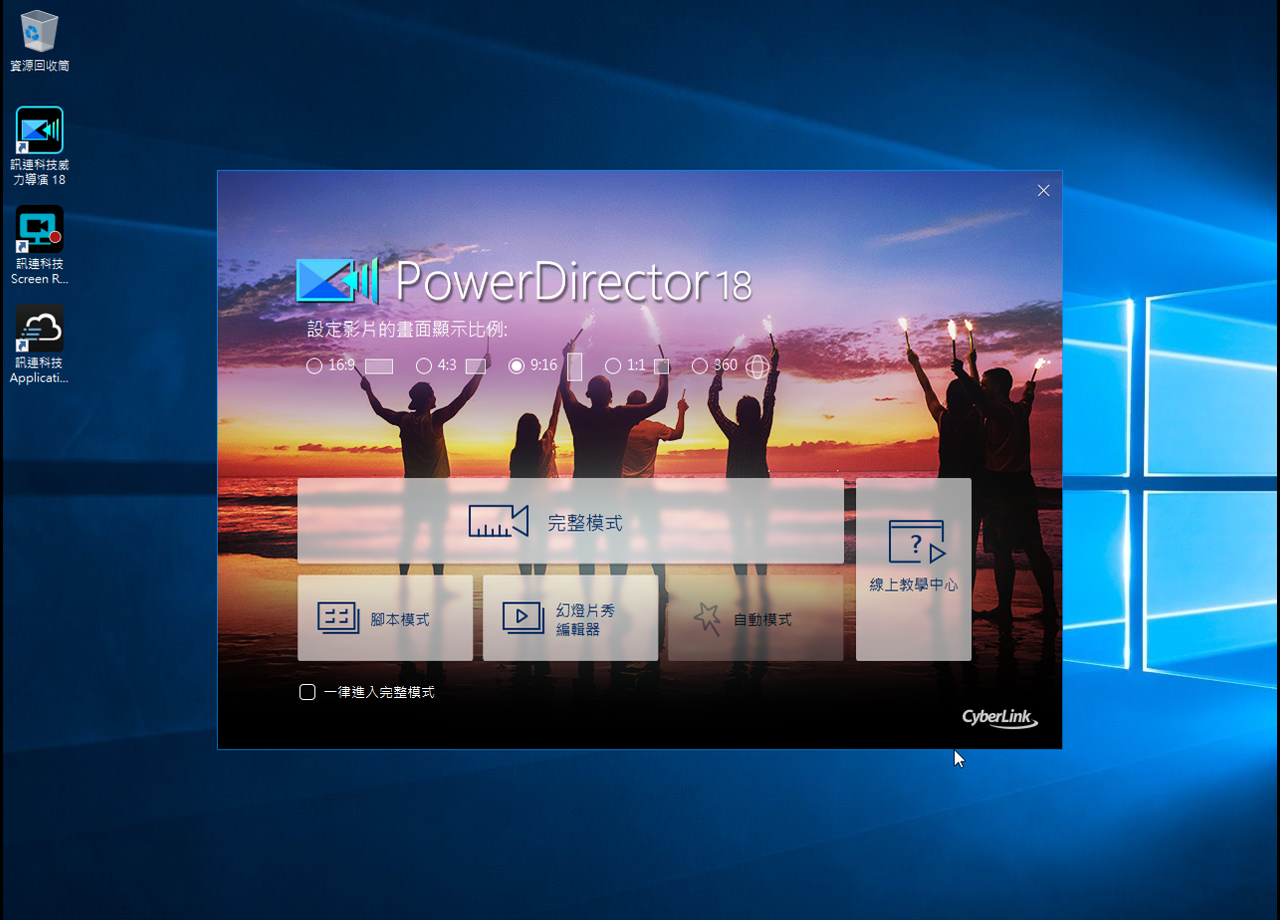 資源回收筒
訊連科技威
力導演 18
訊連科技
Screen R...
訊連科技
Applicati...
PowerDirector 18
設定影片的畫面顯示比例:
16:9
4:3
9:16
1:1
360
完整模式
?
線上教學中心
腳本模式
幻燈片秀
編輯器
自動模式
一律進入完整模式
CyberLink